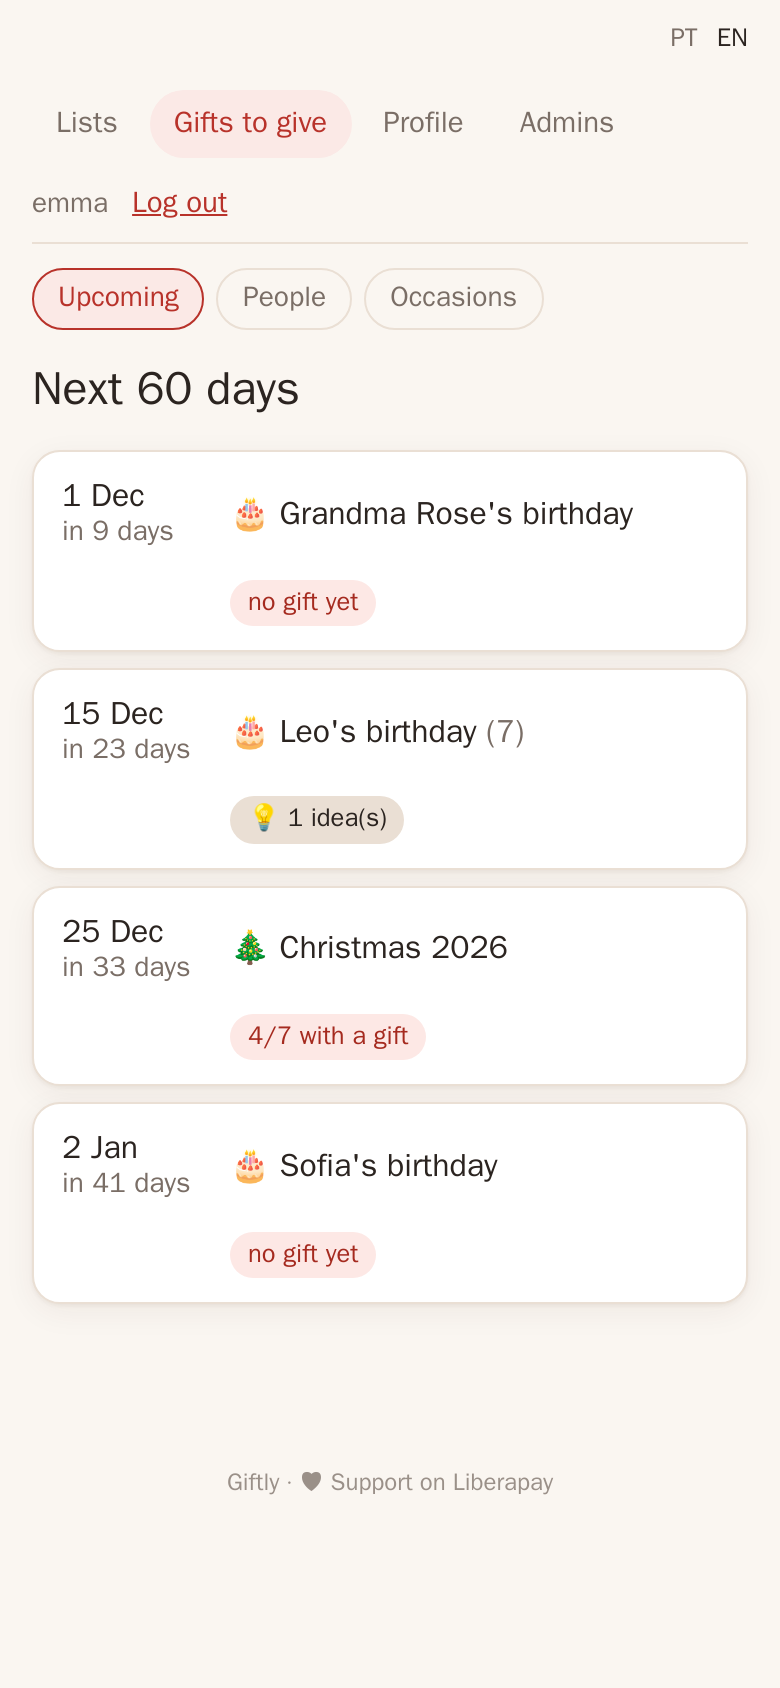 PT EN
Lists Gifts to give Profile Admins
emma Log out
Upcoming People Occasions
Next 60 days
1 Dec
in 9 days
🎂 Grandma Rose's birthday
no gift yet
15 Dec
in 23 days
🎂 Leo's birthday (7)
💡 1 idea(s)
25 Dec
in 33 days
🎄 Christmas 2026
4/7 with a gift
2 Jan
in 41 days
🎂 Sofia's birthday
no gift yet
Giftly · ♥ Support on Liberapay